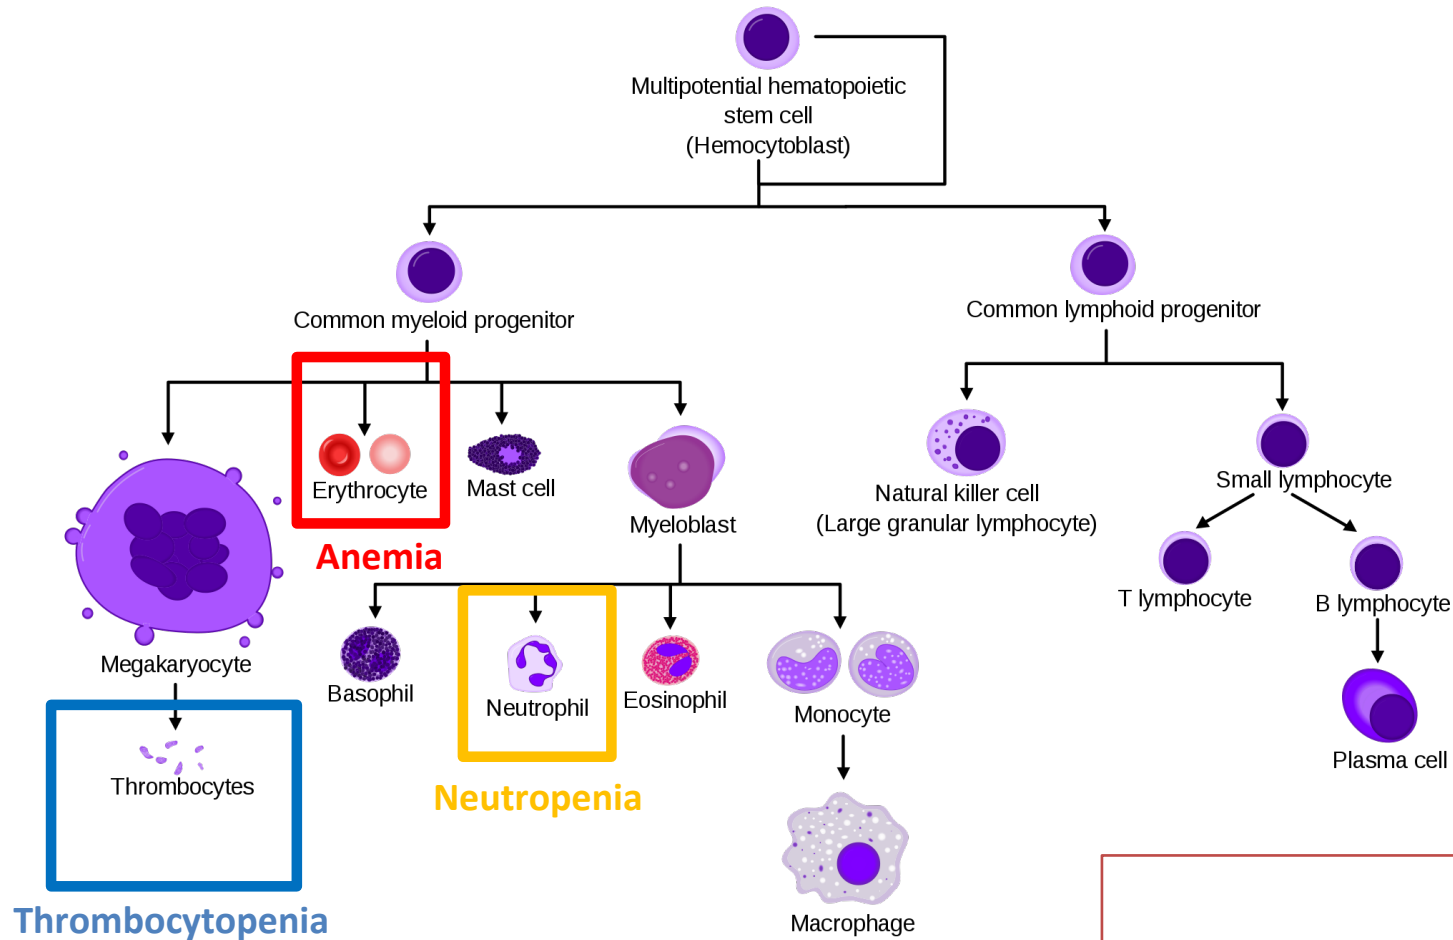 Multipotential hematopoietic
stem cell
(Hemocytoblast)
Common myeloid progenitor
Common lymphoid progenitor
Erythrocyte
Mast cell
Myeloblast
Natural killer cell
(Large granular lymphocyte)
Small lymphocyte
Anemia
T lymphocyte
B lymphocyte
Megakaryocyte
Basophil
Neutrophil
Eosinophil
Monocyte
Plasma cell
Thrombocytes
Neutropenia
Macrophage
Thrombocytopenia